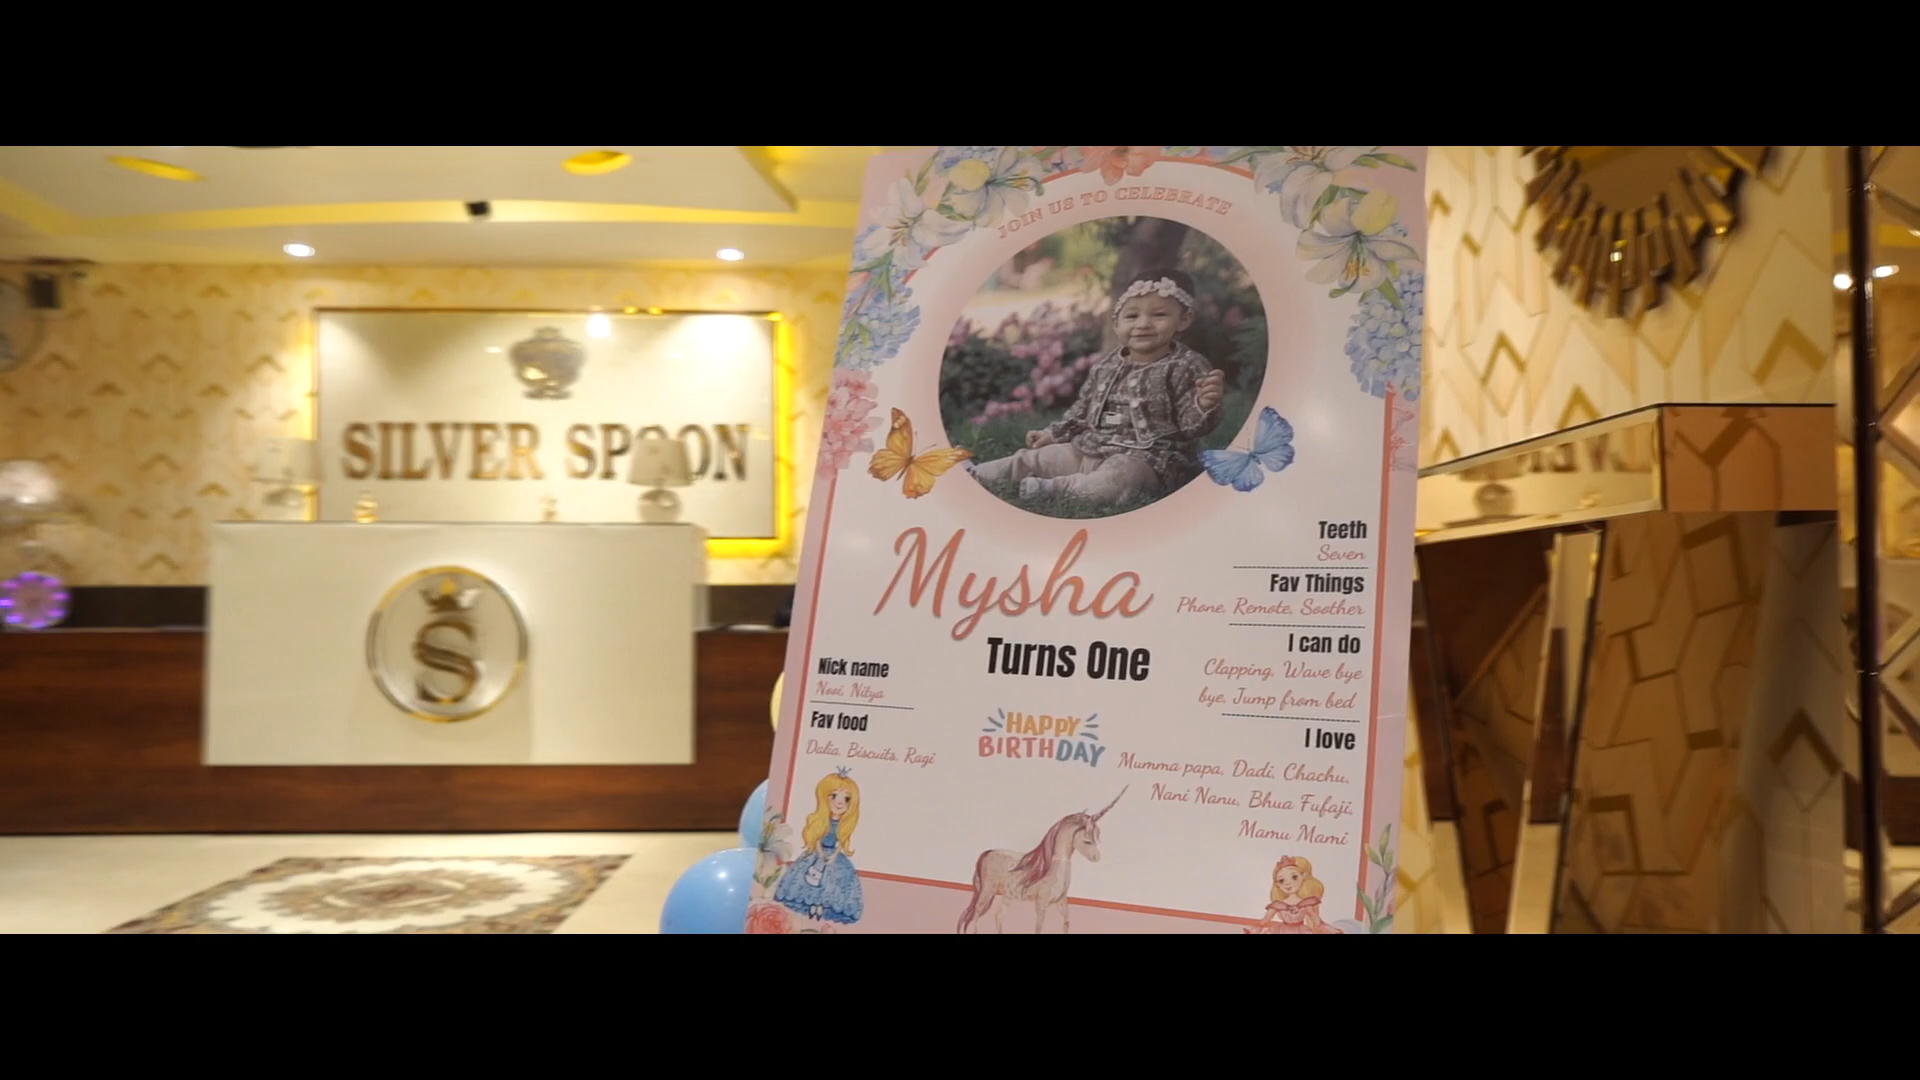 SILVER SPOON
S
JOIN US TO CELEBRATE
Mysha
Turns One
Nick name
Fav food
Dalia, Biscuits, Ragi
HAPPY
BIRTHDAY
Teeth
Seven
Fav Things
Phone, Remote, Soother
I can do
Clapping, Wave bye
bye, Jump from bed
I love
Mumma papa, Dadi, Chachu,
Nani Nanu, Bhua Fufaji,
Mamu Mami